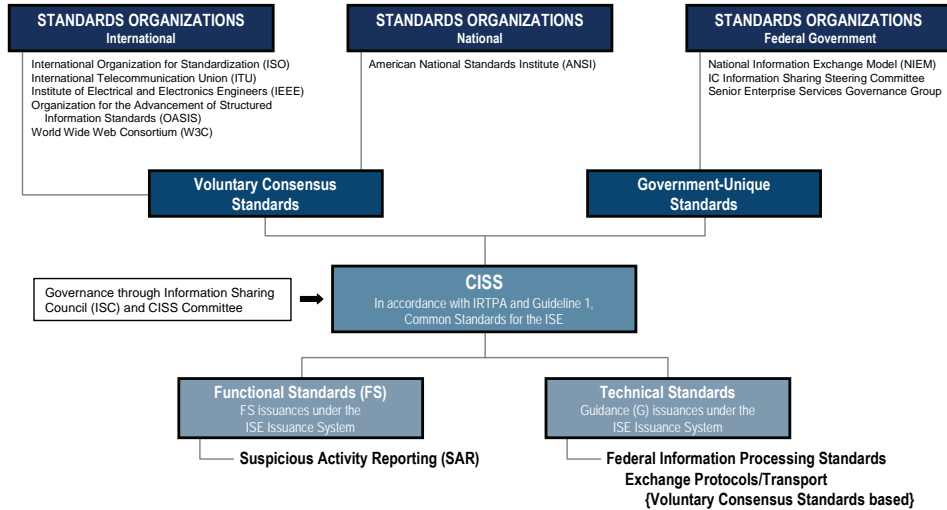 STANDARDS ORGANIZATIONS
International
International Organization for Standardization (ISO)
International Telecommunication Union (ITU)
Institute of Electrical and Electronics Engineers (IEEE)
Organization for the Advancement of Structured
Information Standards (OASIS)
World Wide Web Consortium (W3C)
STANDARDS ORGANIZATIONS
National
American National Standards Institute (ANSI)
STANDARDS ORGANIZATIONS
Federal Government
National Information Exchange Model (NIEM)
IC Information Sharing Steering Committee
Senior Enterprise Services Governance Group
Voluntary Consensus
Standards
Government-Unique
Standards
Governance through Information Sharing
Council (ISC) and CISS Committee
CISS
In accordance with IRTPA and Guideline 1,
Common Standards for the ISE
Functional Standards (FS)
FS issuances under the
ISE Issuance System
Suspicious Activity Reporting (SAR)
Technical Standards
Guidance (G) issuances under the
ISE Issuance System
Federal Information Processing Standards
Exchange Protocols/Transport
{Voluntary Consensus Standards based}